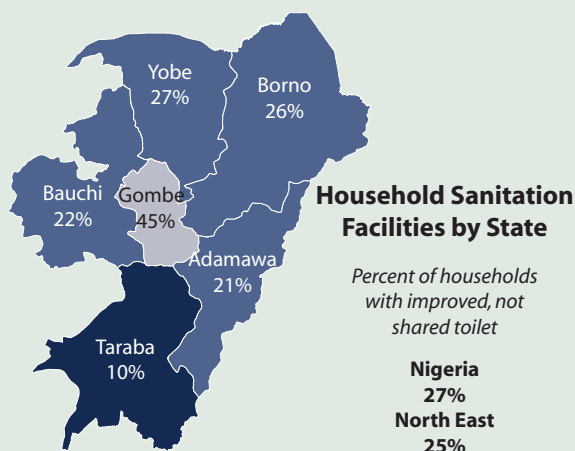 Yobe
27%
Borno
26%
Bauchi
22%
Gombe
45%
Adamawa
21%
Taraba
10%
Household Sanitation
Facilities by State
Percent of households
with improved, not
shared toilet
Nigeria
27%
North East
25%